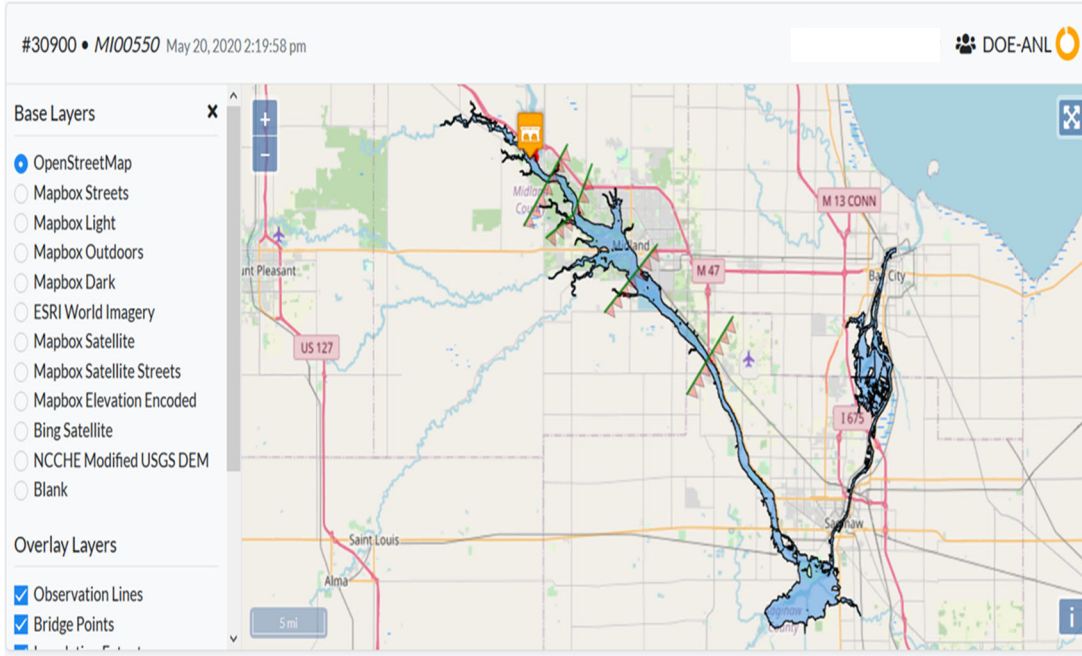 #30900 • MI00550 May 20, 2020 2:19:58 pm
DOE-ANL
Base Layers
×
OpenStreetMap
Mapbox Streets
Mapbox Light
Mapbox Outdoors
Mapbox Dark
ESRI World Imagery
Mapbox Satellite
Mapbox Satellite Streets
Mapbox Elevation Encoded
Bing Satellite
NCCHE Modified USGS DEM
Blank
Overlay Layers
Observation Lines
Bridge Points
+
−
M 13 CONN
Midland
unt Pleasant
M 47
Bay City
US 127
I 675
Saginaw
Saint Louis
Alma
County
5 mi
i